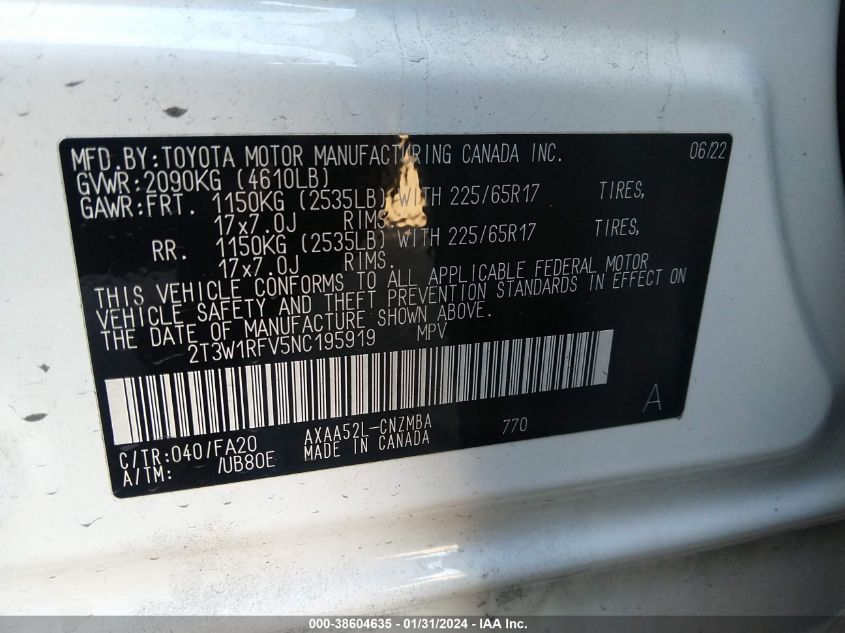 MFD.BY:TOYOTA MOTOR MANUFACTURING CANADA INC. 06/22
GVWR:2090KG (4610LB)
GAWR:FRT. 1150KG (2535LB) WITH 225/65R17 TIRES,
17x7.0J RIMS.
RR. 1150KG (2535LB) WITH 225/65R17 TIRES,
17x7.0J RIMS.
THIS VEHICLE CONFORMS TO ALL APPLICABLE FEDERAL MOTOR
VEHICLE SAFETY AND THEFT PREVENTION STANDARDS IN EFFECT ON
THE DATE OF MANUFACTURE SHOWN ABOVE.
2T3W1RFV5NC195919 MPV
A
C/TR:040/FA20 AXAA52L-CNZMBA 770
A/TM: /UB80E MADE IN CANADA
000-38604635 - 01/31/2024 - IAA Inc.